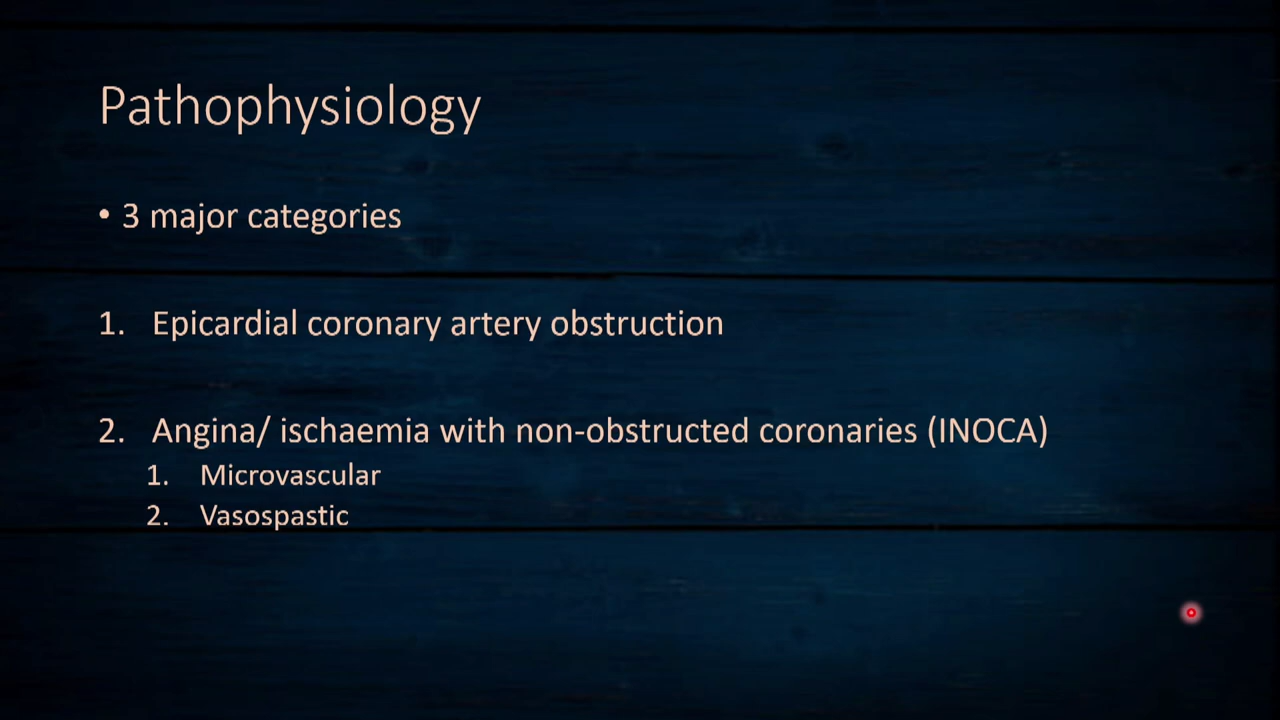 Pathophysiology
• 3 major categories
1. Epicardial coronary artery obstruction
2. Angina/ ischaemia with non-obstructed coronaries (INOCA)
1. Microvascular
2. Vasospastic